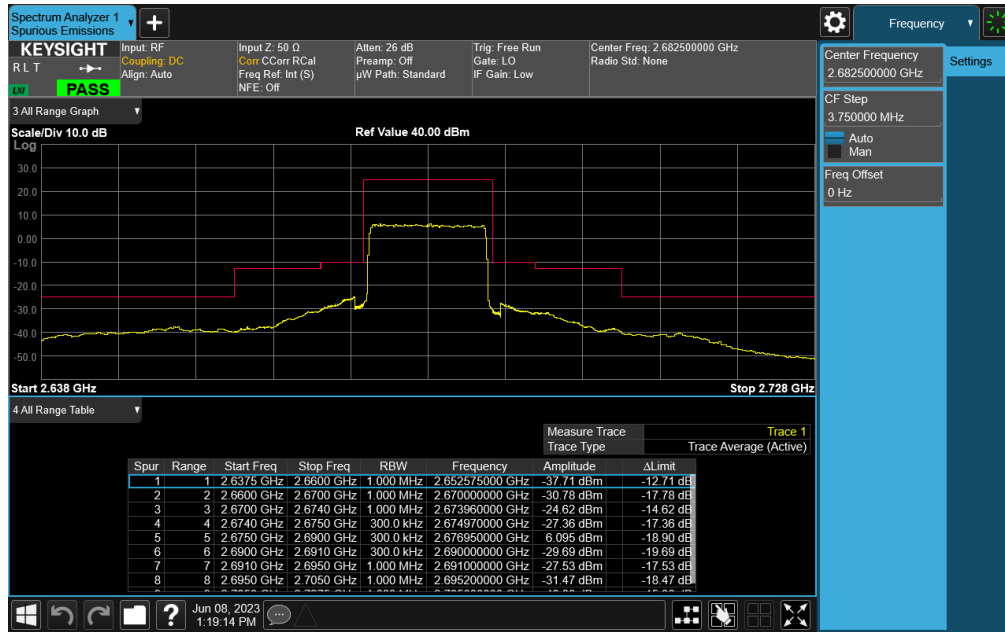 Spectrum Analyzer 1
Spurious Emissions
Frequency
KEYSIGHT
R L T
LXI
PASS
Input: RF
Coupling: DC
Align: Auto
Input Z: 50 Ω
Corr CCorr RCal
Freq Ref: Int (S)
NFE: Off
Atten: 26 dB
Preamp: Off
µW Path: Standard
Trig: Free Run
Gate: LO
IF Gain: Low
Center Freq: 2.682500000 GHz
Radio Std: None
Center Frequency
2.682500000 GHz
Settings
CF Step
3.750000 MHz
Auto
Man
Freq Offset
0 Hz
3 All Range Graph
Scale/Div 10.0 dB
Ref Value 40.00 dBm
Log
30.0
20.0
10.0
0.00
-10.0
-20.0
-30.0
-40.0
-50.0
Start 2.638 GHz
Stop 2.728 GHz
4 All Range Table
Measure Trace Trace 1
Trace Type Trace Average (Active)
Spur Range Start Freq Stop Freq RBW Frequency Amplitude ΔLimit
1 1 2.6375 GHz 2.6600 GHz 1.000 MHz 2.652575000 GHz -37.71 dBm -12.71 dB
2 2 2.6600 GHz 2.6700 GHz 1.000 MHz 2.670000000 GHz -30.78 dBm -17.78 dB
3 3 2.6700 GHz 2.6740 GHz 1.000 MHz 2.673960000 GHz -24.62 dBm -14.62 dB
4 4 2.6740 GHz 2.6750 GHz 300.0 kHz 2.674970000 GHz -27.36 dBm -17.36 dB
5 5 2.6750 GHz 2.6900 GHz 300.0 kHz 2.676950000 GHz 6.095 dBm -18.90 dB
6 6 2.6900 GHz 2.6910 GHz 300.0 kHz 2.690000000 GHz -29.69 dBm -19.69 dB
7 7 2.6910 GHz 2.6950 GHz 1.000 MHz 2.691000000 GHz -27.53 dBm -17.53 dB
8 8 2.6950 GHz 2.7050 GHz 1.000 MHz 2.695200000 GHz -31.47 dBm -18.47 dB
Jun 08, 2023
1:19:14 PM